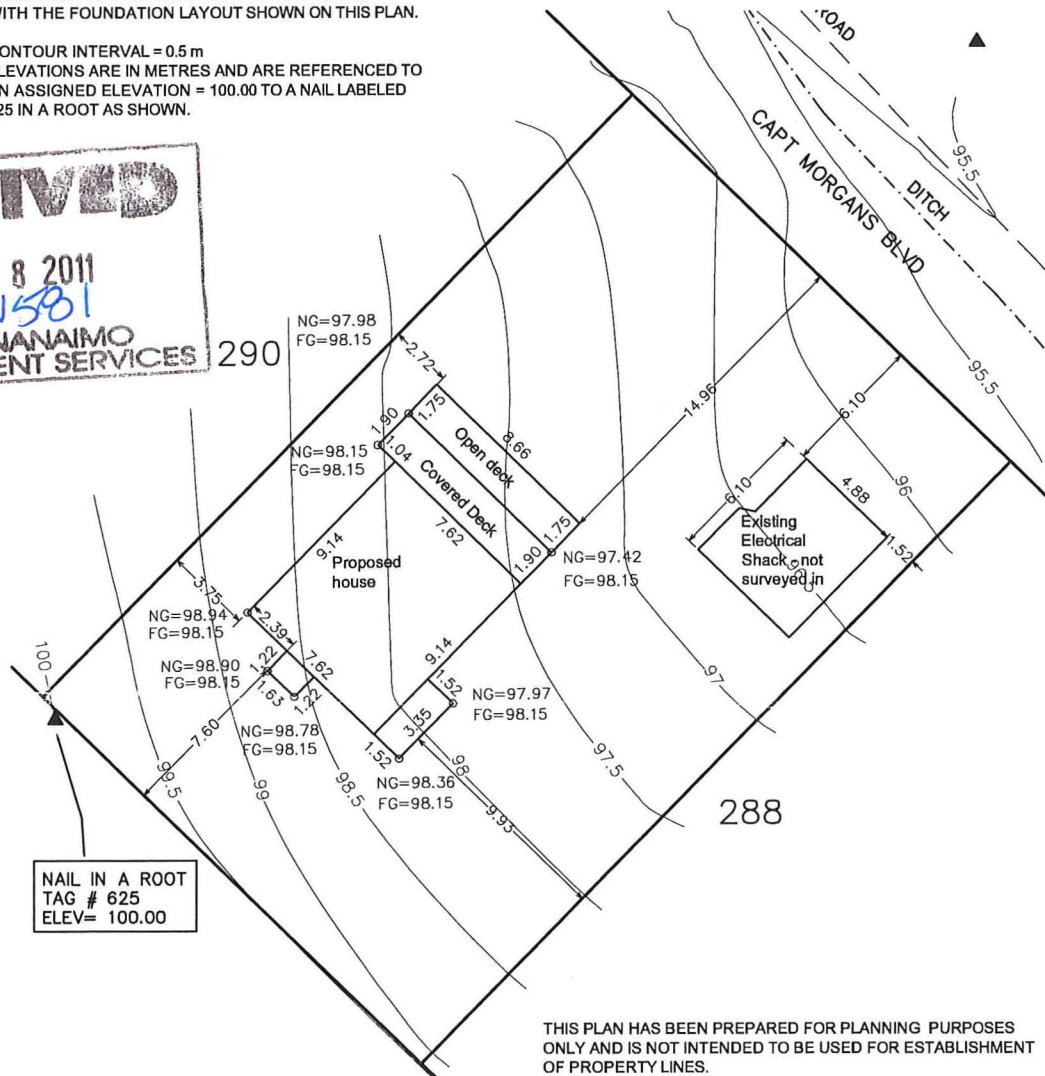 WITH THE FOUNDATION LAYOUT SHOWN ON THIS PLAN.
CONTOUR INTERVAL = 0.5 m
ELEVATIONS ARE IN METRES AND ARE REFERENCED TO
AN ASSIGNED ELEVATION = 100.00 TO A NAIL LABELED
625 IN A ROOT AS SHOWN.
IVED
8 2011
NANAIMO
ENT SERVICES
290
ROAD
CAPT MORGANS BLVD
DITCH
95.5
95.5
NG=97.98
FG=98.15
2.72
1.90
1.75
8.66
14.96
6.10
NG=98.15
FG=98.15
1.04
Open deck
Covered Deck
7.62
96
6.10
4.88
Existing
Electrical
Shack - not
surveyed in
1.52
9.14
Proposed
house
1.90
1.75
NG=97.42
FG=98.15
3.75
NG=98.94
FG=98.15
2.39
7.62
9.14
NG=98.90
FG=98.15
1.22
1.63
1.22
1.52
NG=97.97
FG=98.15
97
100
7.60
NG=98.78
FG=98.15
3.35
1.52
NG=98.36
FG=98.15
98
97.5
99.5
99
98.5
9.93
288
NAIL IN A ROOT
TAG # 625
ELEV= 100.00
THIS PLAN HAS BEEN PREPARED FOR PLANNING PURPOSES
ONLY AND IS NOT INTENDED TO BE USED FOR ESTABLISHMENT
OF PROPERTY LINES.